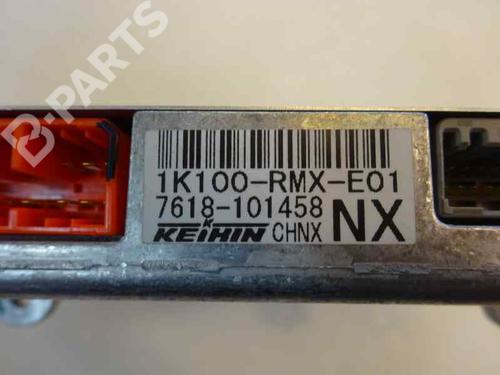 B-PARTS
1K100-RMX-E01
7618-101458
KEIHIN CHNX NX